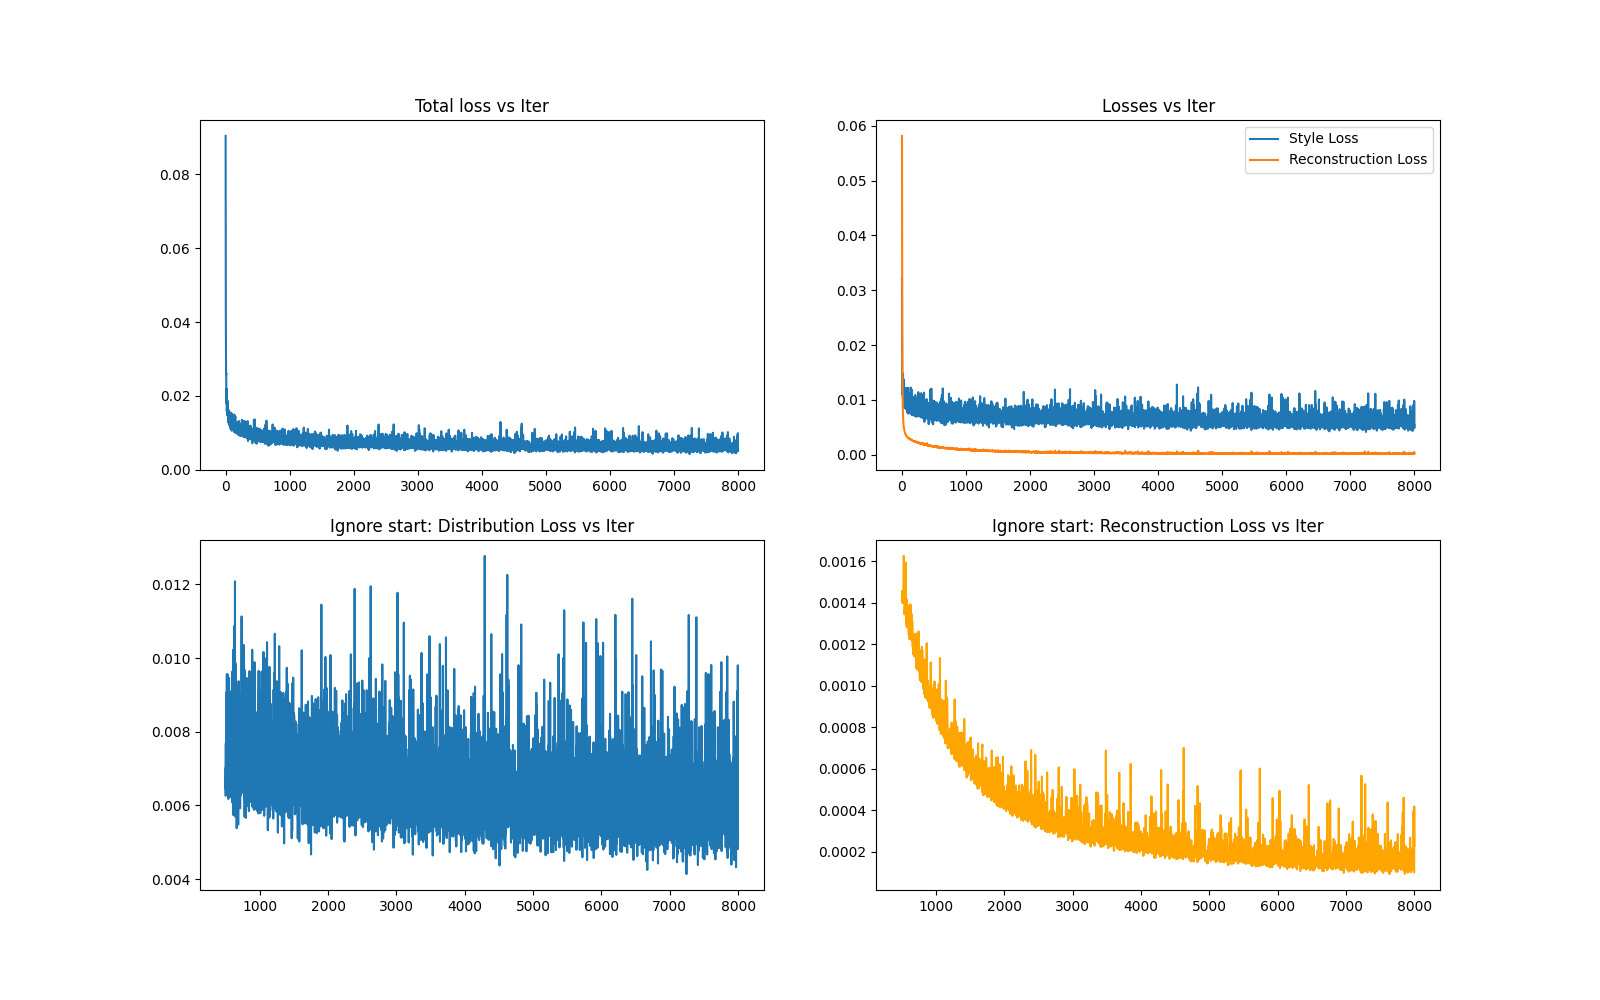 Total loss vs Iter
0.08
0.06
0.04
0.02
0.00
0 1000 2000 3000 4000 5000 6000 7000 8000
Losses vs Iter
Style Loss
Reconstruction Loss
0.06
0.05
0.04
0.03
0.02
0.01
0.00
0 1000 2000 3000 4000 5000 6000 7000 8000
Ignore start: Distribution Loss vs Iter
0.012
0.010
0.008
0.006
0.004
1000 2000 3000 4000 5000 6000 7000 8000
Ignore start: Reconstruction Loss vs Iter
0.0016
0.0014
0.0012
0.0010
0.0008
0.0006
0.0004
0.0002
1000 2000 3000 4000 5000 6000 7000 8000